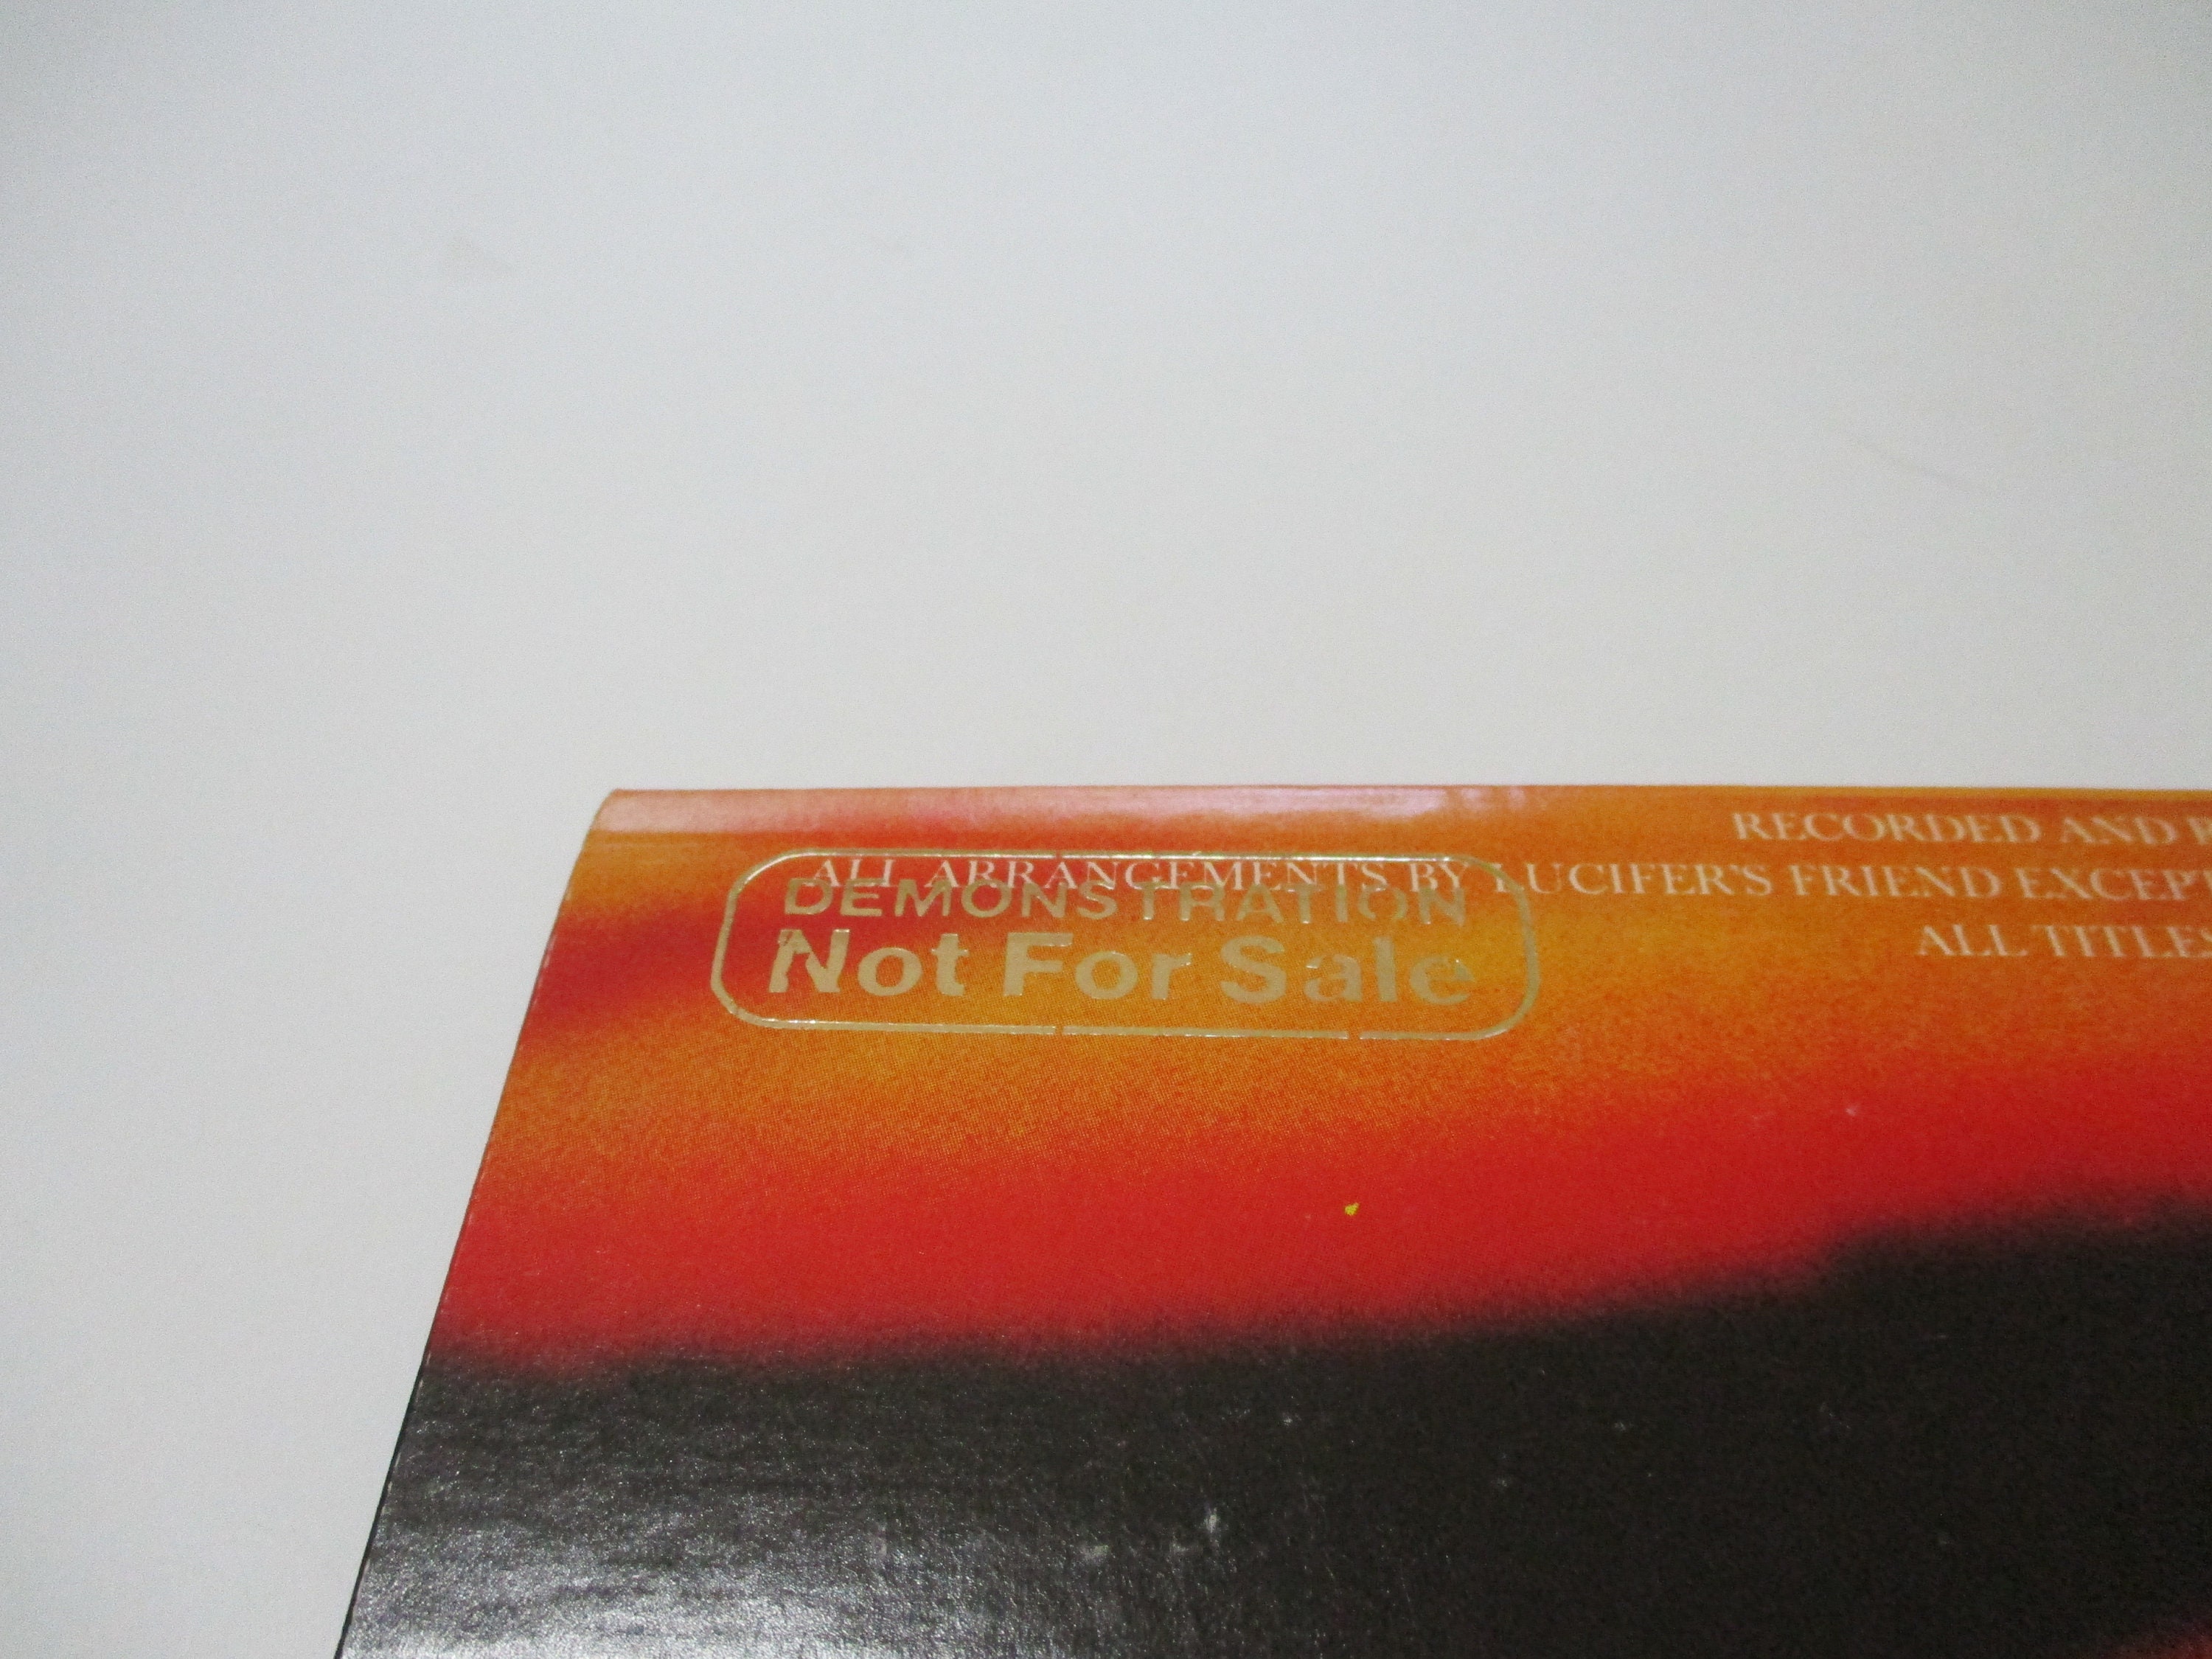 RECORDED AND
ALL ARRANGEMENTS BY LUCIFER'S FRIEND EXCEPT
ALL TITLES
DEMONSTRATION
Not For Sale